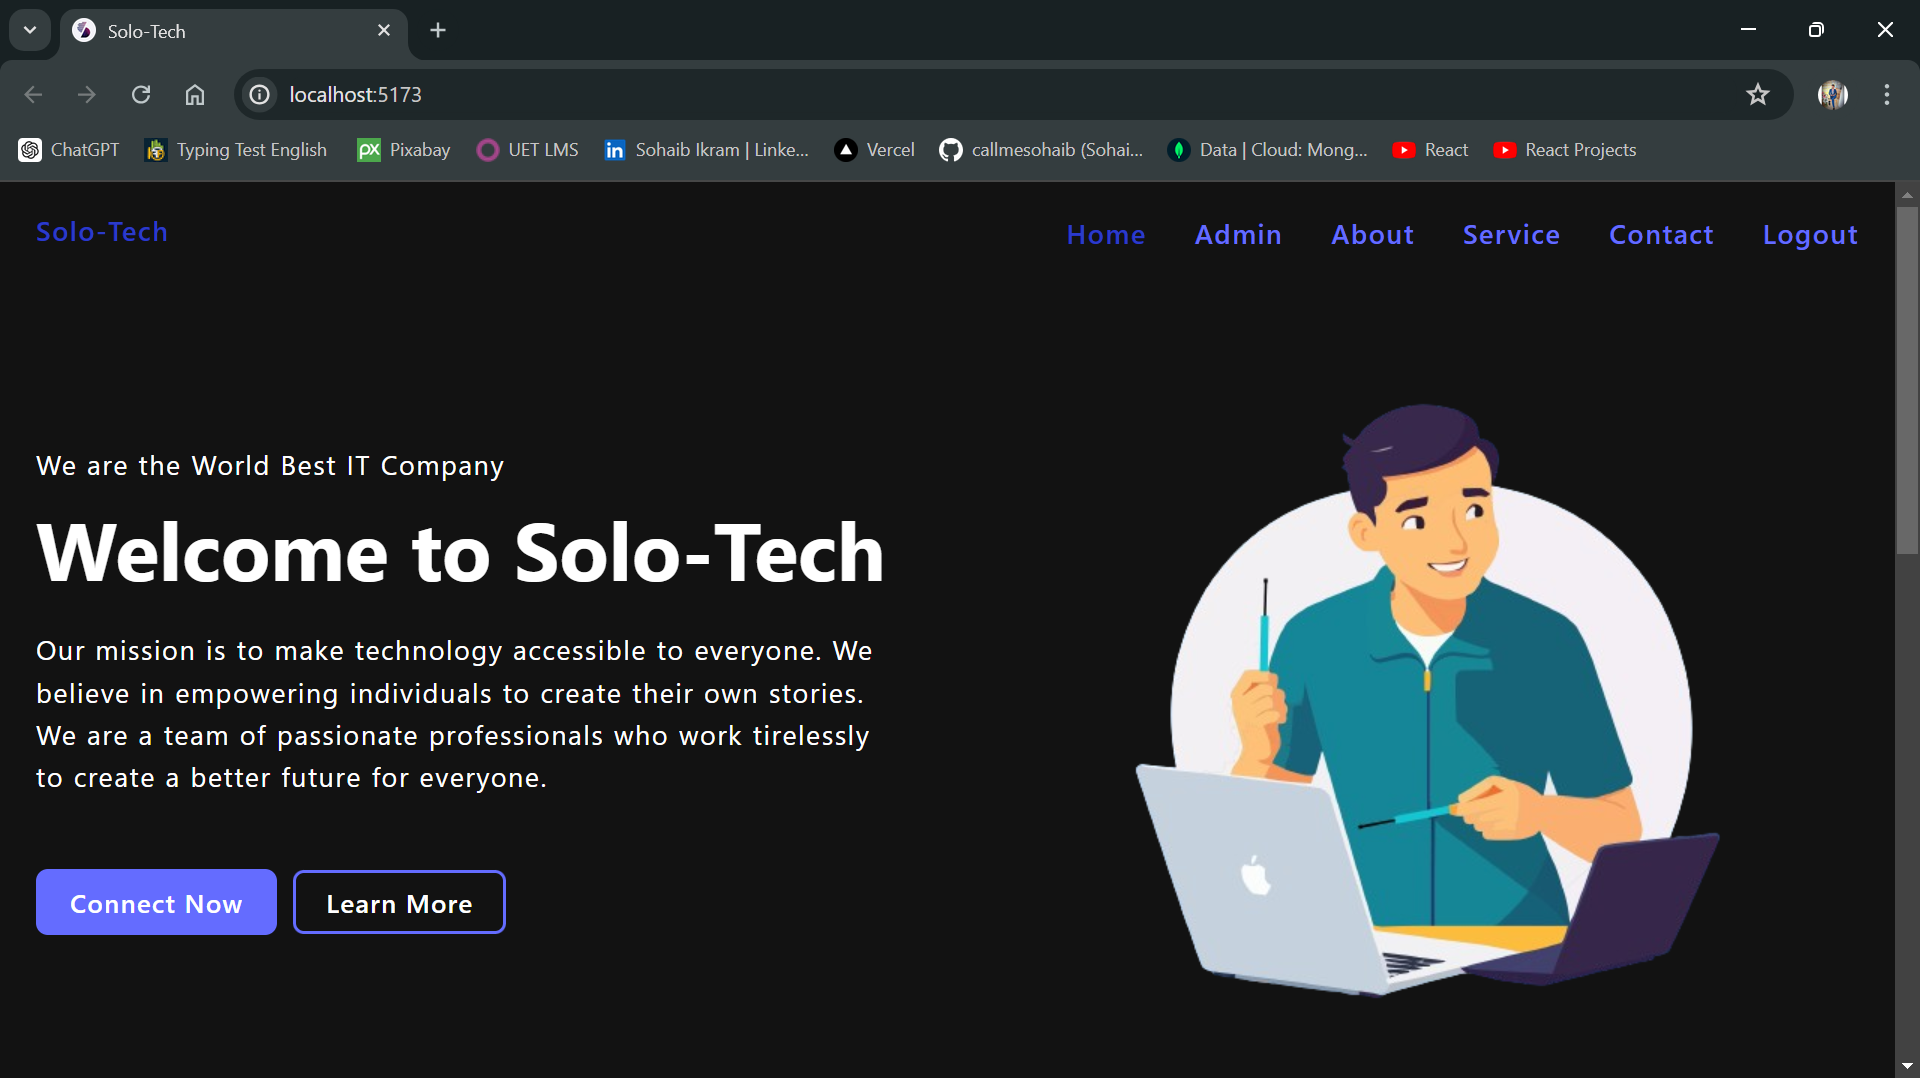 Solo-Tech
localhost:5173
ChatGPT Typing Test English Pixabay UET LMS Sohaib Ikram | Linke... Vercel callmesohaib (Sohai... Data | Cloud: Mong... React React Projects
Solo-Tech Home Admin About Service Contact Logout
We are the World Best IT Company
Welcome to Solo-Tech
Our mission is to make technology accessible to everyone. We
believe in empowering individuals to create their own stories.
We are a team of passionate professionals who work tirelessly
to create a better future for everyone.
Connect Now Learn More